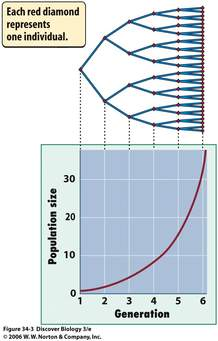 Each red diamond
represents
one individual.
30
20
10
0
Population size
1 2 3 4 5 6
Generation
Figure 34-3 Discover Biology 3/e
© 2006 W. W. Norton & Company, Inc.